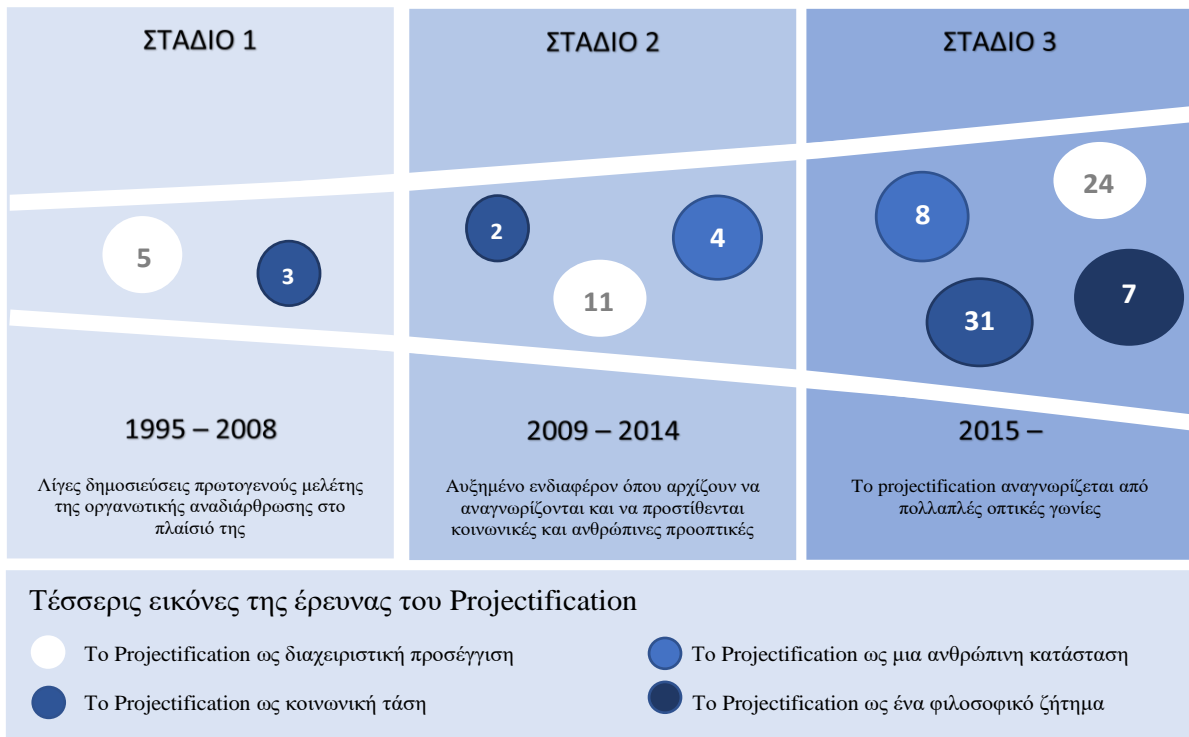 ΣΤΑΔΙΟ 1
5
3
1995 – 2008
Λίγες δημοσιεύσεις πρωτογενούς μελέτης
της οργανωτικής αναδιάρθρωσης στο
πλαίσιό της
ΣΤΑΔΙΟ 2
2
11
4
2009 – 2014
Αυξημένο ενδιαφέρον όπου αρχίζουν να
αναγνωρίζονται και να προστίθενται
κοινωνικές και ανθρώπινες προοπτικές
ΣΤΑΔΙΟ 3
8
24
31
7
2015 –
Το projectification αναγνωρίζεται από
πολλαπλές οπτικές γωνίες
Τέσσερις εικόνες της έρευνας του Projectification
Το Projectification ως διαχειριστική προσέγγιση
Το Projectification ως κοινωνική τάση
Το Projectification ως μια ανθρώπινη κατάσταση
Το Projectification ως ένα φιλοσοφικό ζήτημα